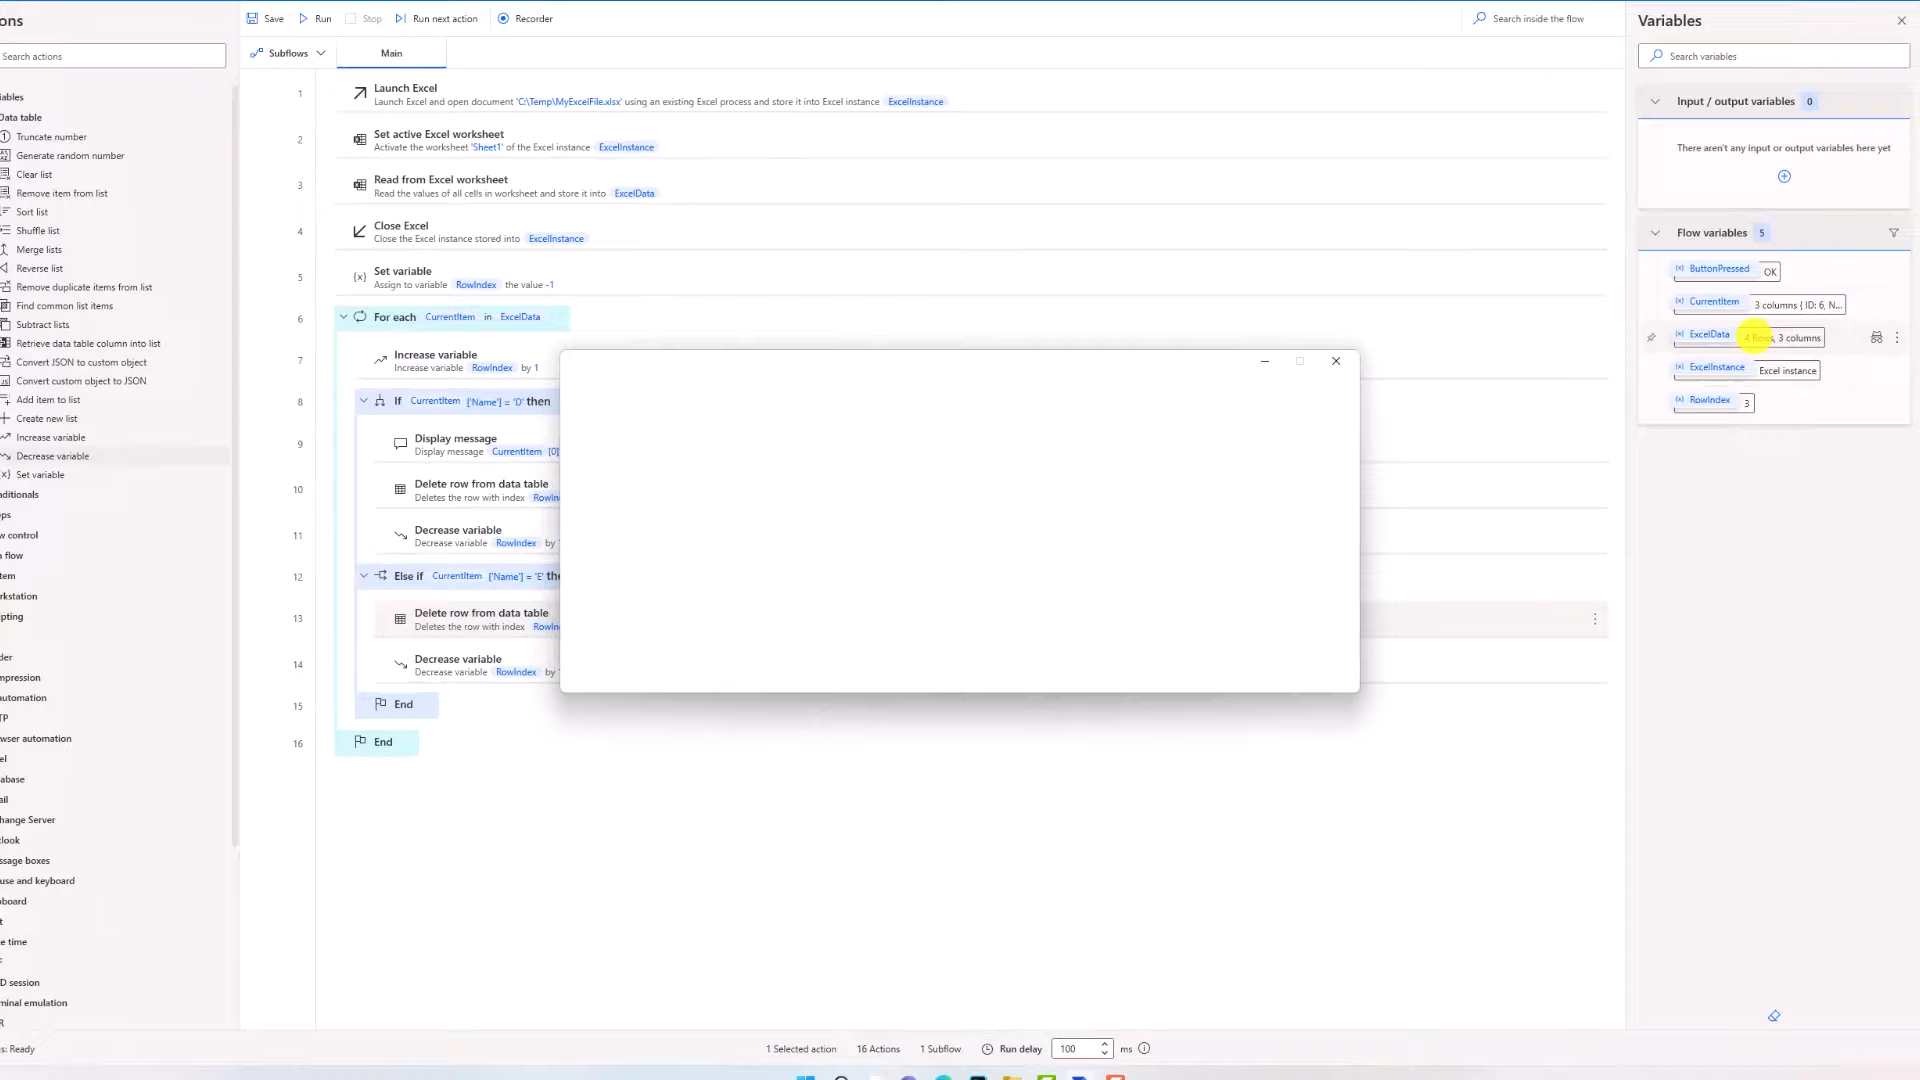 ons
Search actions
iables
Data table
Truncate number
Generate random number
Clear list
Remove item from list
Sort list
Shuffle list
Merge lists
Reverse list
Remove duplicate items from list
Find common list items
Subtract lists
Retrieve data table column into list
Convert JSON to custom object
Convert custom object to JSON
Add item to list
Create new list
Increase variable
Decrease variable
Set variable
nditionals
ps
w control
n flow
tem
rkstation
ipting
der
mpression
automation
TP
wser automation
el
abase
ail
hange Server
tlook
ssage boxes
use and keyboard
pboard
t
e time
F
D session
minal emulation
R
s: Ready
Save
Run
Stop
Run next action
Recorder
Search inside the flow
Subflows
Main
1
Launch Excel
Launch Excel and open document 'C:\Temp\MyExcelFile.xlsx' using an existing Excel process and store it into Excel instance ExcelInstance
2
Set active Excel worksheet
Activate the worksheet 'Sheet1' of the Excel instance ExcelInstance
3
Read from Excel worksheet
Read the values of all cells in worksheet and store it into ExcelData
4
Close Excel
Close the Excel instance stored into ExcelInstance
5
{x} Set variable
Assign to variable RowIndex the value -1
6
For each CurrentItem in ExcelData
7
Increase variable
Increase variable RowIndex by 1
8
If CurrentItem ['Name'] = 'D' then
9
Display message
Display message CurrentItem [0]
10
Delete row from data table
Deletes the row with index RowIn
11
Decrease variable
Decrease variable RowIndex by
12
Else if CurrentItem ['Name'] = 'E' the
13
Delete row from data table
Deletes the row with index RowIn
14
Decrease variable
Decrease variable RowIndex by
15
End
16
End
1 Selected action
16 Actions
1 Subflow
Run delay
100
ms
Variables
Search variables
Input / output variables 0
There aren't any input or output variables here yet
Flow variables 5
(x) ButtonPressed OK
(x) CurrentItem 3 columns { ID: 6, N...
(x) ExcelData 4 Rows, 3 columns
(x) ExcelInstance Excel instance
(x) RowIndex 3